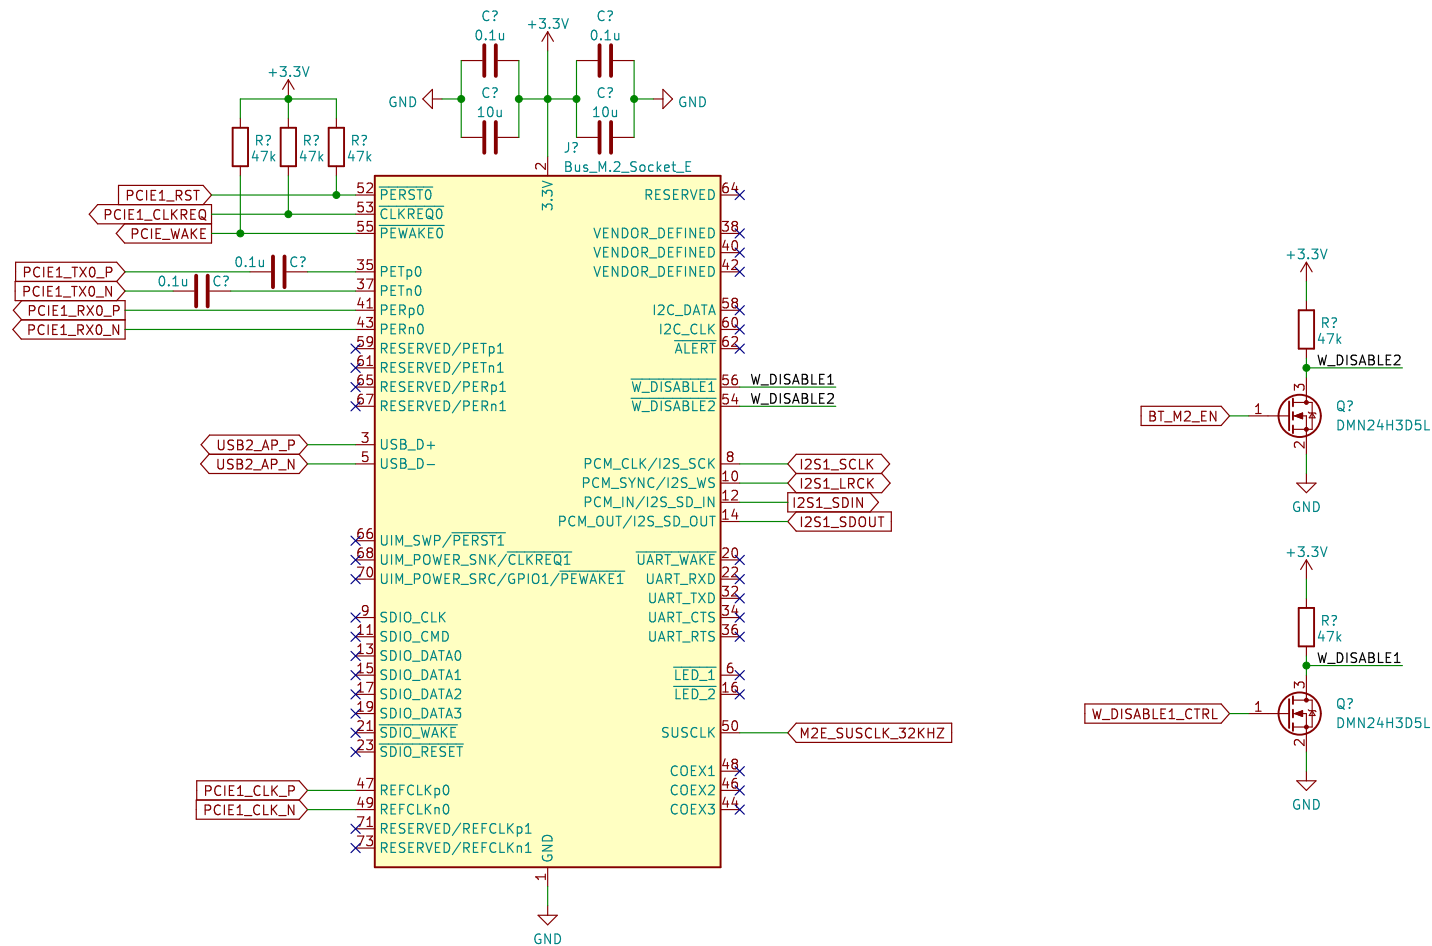 C?
0.1u
+3.3V
C?
0.1u
+3.3V
GND
C?
10u
C?
10u
GND
R?
47k
R?
47k
R?
47k
J?
Bus_M.2_Socket_E
2
3.3V
PCIE1_RST
52
PERST0
PCIE1_CLKREQ
53
CLKREQ0
PCIE_WAKE
55
PEWAKE0
0.1u
C?
PCIE1_TX0_P
35
PETp0
0.1u
C?
PCIE1_TX0_N
37
PETn0
PCIE1_RX0_P
41
PERp0
PCIE1_RX0_N
43
PERn0
59
RESERVED/PETp1
61
RESERVED/PETn1
65
RESERVED/PERp1
67
RESERVED/PERn1
USB2_AP_P
3
USB_D+
USB2_AP_N
5
USB_D-
66
UIM_SWP/PERST1
68
UIM_POWER_SNK/CLKREQ1
70
UIM_POWER_SRC/GPIO1/PEWAKE1
9
SDIO_CLK
11
SDIO_CMD
13
SDIO_DATA0
15
SDIO_DATA1
17
SDIO_DATA2
19
SDIO_DATA3
21
SDIO_WAKE
23
SDIO_RESET
PCIE1_CLK_P
47
REFCLKp0
PCIE1_CLK_N
49
REFCLKn0
71
RESERVED/REFCLKp1
73
RESERVED/REFCLKn1
GND
1
GND
RESERVED
64
VENDOR_DEFINED
38
VENDOR_DEFINED
40
VENDOR_DEFINED
42
I2C_DATA
58
I2C_CLK
60
ALERT
62
W_DISABLE1
56
W_DISABLE1
W_DISABLE2
54
W_DISABLE2
PCM_CLK/I2S_SCK
8
I2S1_SCLK
PCM_SYNC/I2S_WS
10
I2S1_LRCK
PCM_IN/I2S_SD_IN
12
I2S1_SDIN
PCM_OUT/I2S_SD_OUT
14
I2S1_SDOUT
UART_WAKE
20
UART_RXD
22
UART_TXD
32
UART_CTS
34
UART_RTS
36
LED_1
6
LED_2
16
SUSCLK
50
M2E_SUSCLK_32KHZ
COEX1
48
COEX2
46
COEX3
44
+3.3V
R?
47k
W_DISABLE2
3
BT_M2_EN
1
Q?
DMN24H3D5L
2
GND
+3.3V
R?
47k
W_DISABLE1
3
W_DISABLE1_CTRL
1
Q?
DMN24H3D5L
2
GND